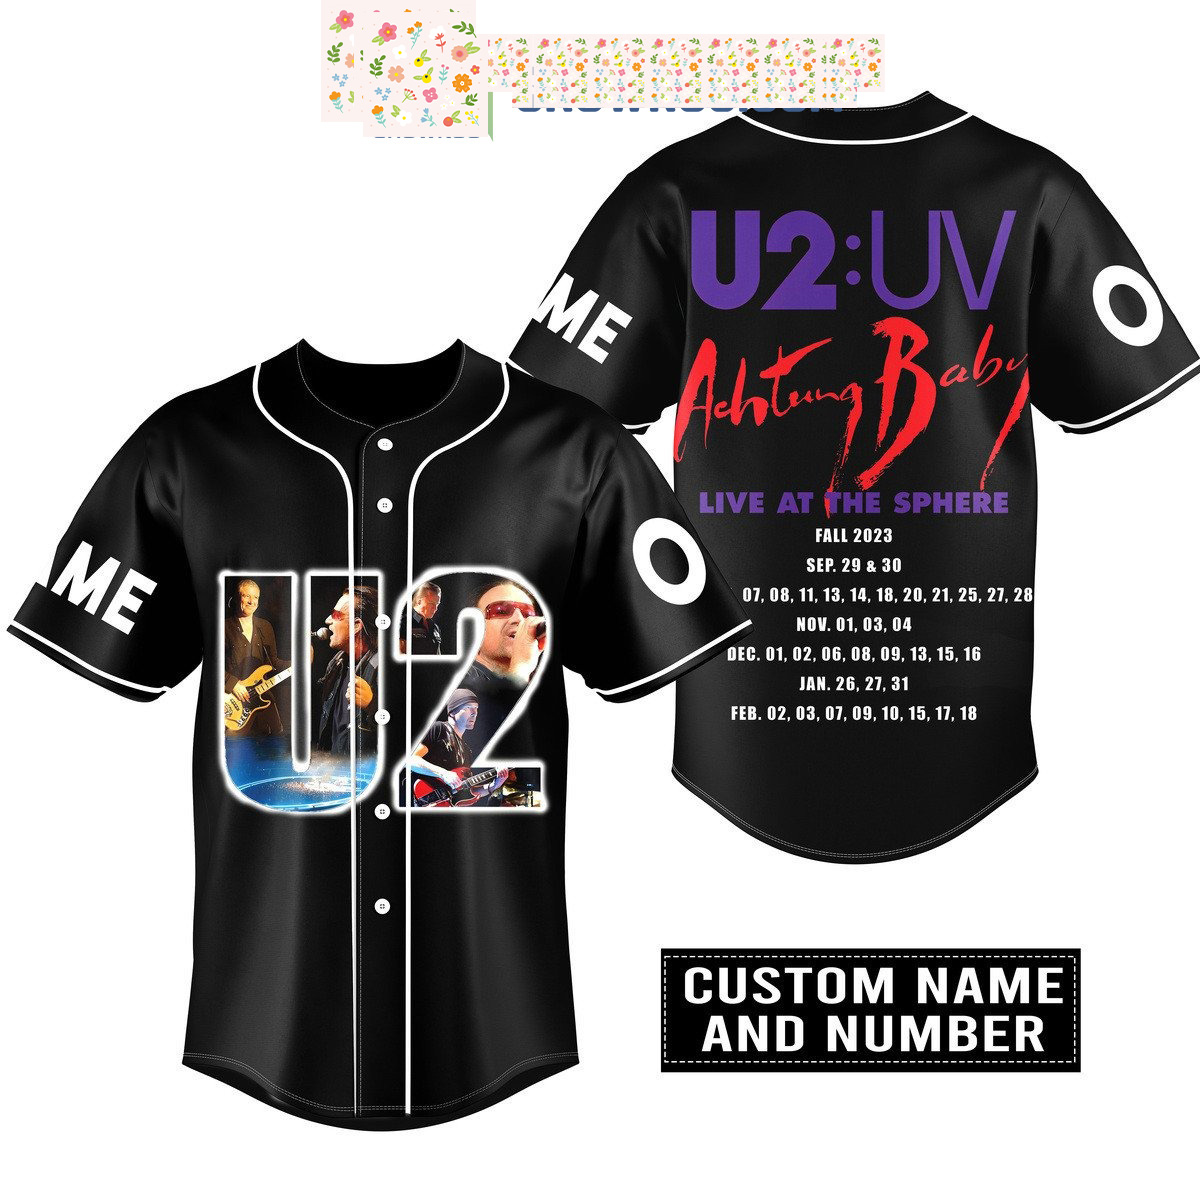 U2:UV
Achtung Baby
LIVE AT THE SPHERE
FALL 2023
SEP. 29 & 30
07, 08, 11, 13, 14, 18, 20, 21, 25, 27, 28
NOV. 01, 03, 04
DEC. 01, 02, 06, 08, 09, 13, 15, 16
JAN. 26, 27, 31
FEB. 02, 03, 07, 09, 10, 15, 17, 18
ME
O
ME
O
U2
CUSTOM NAME
AND NUMBER